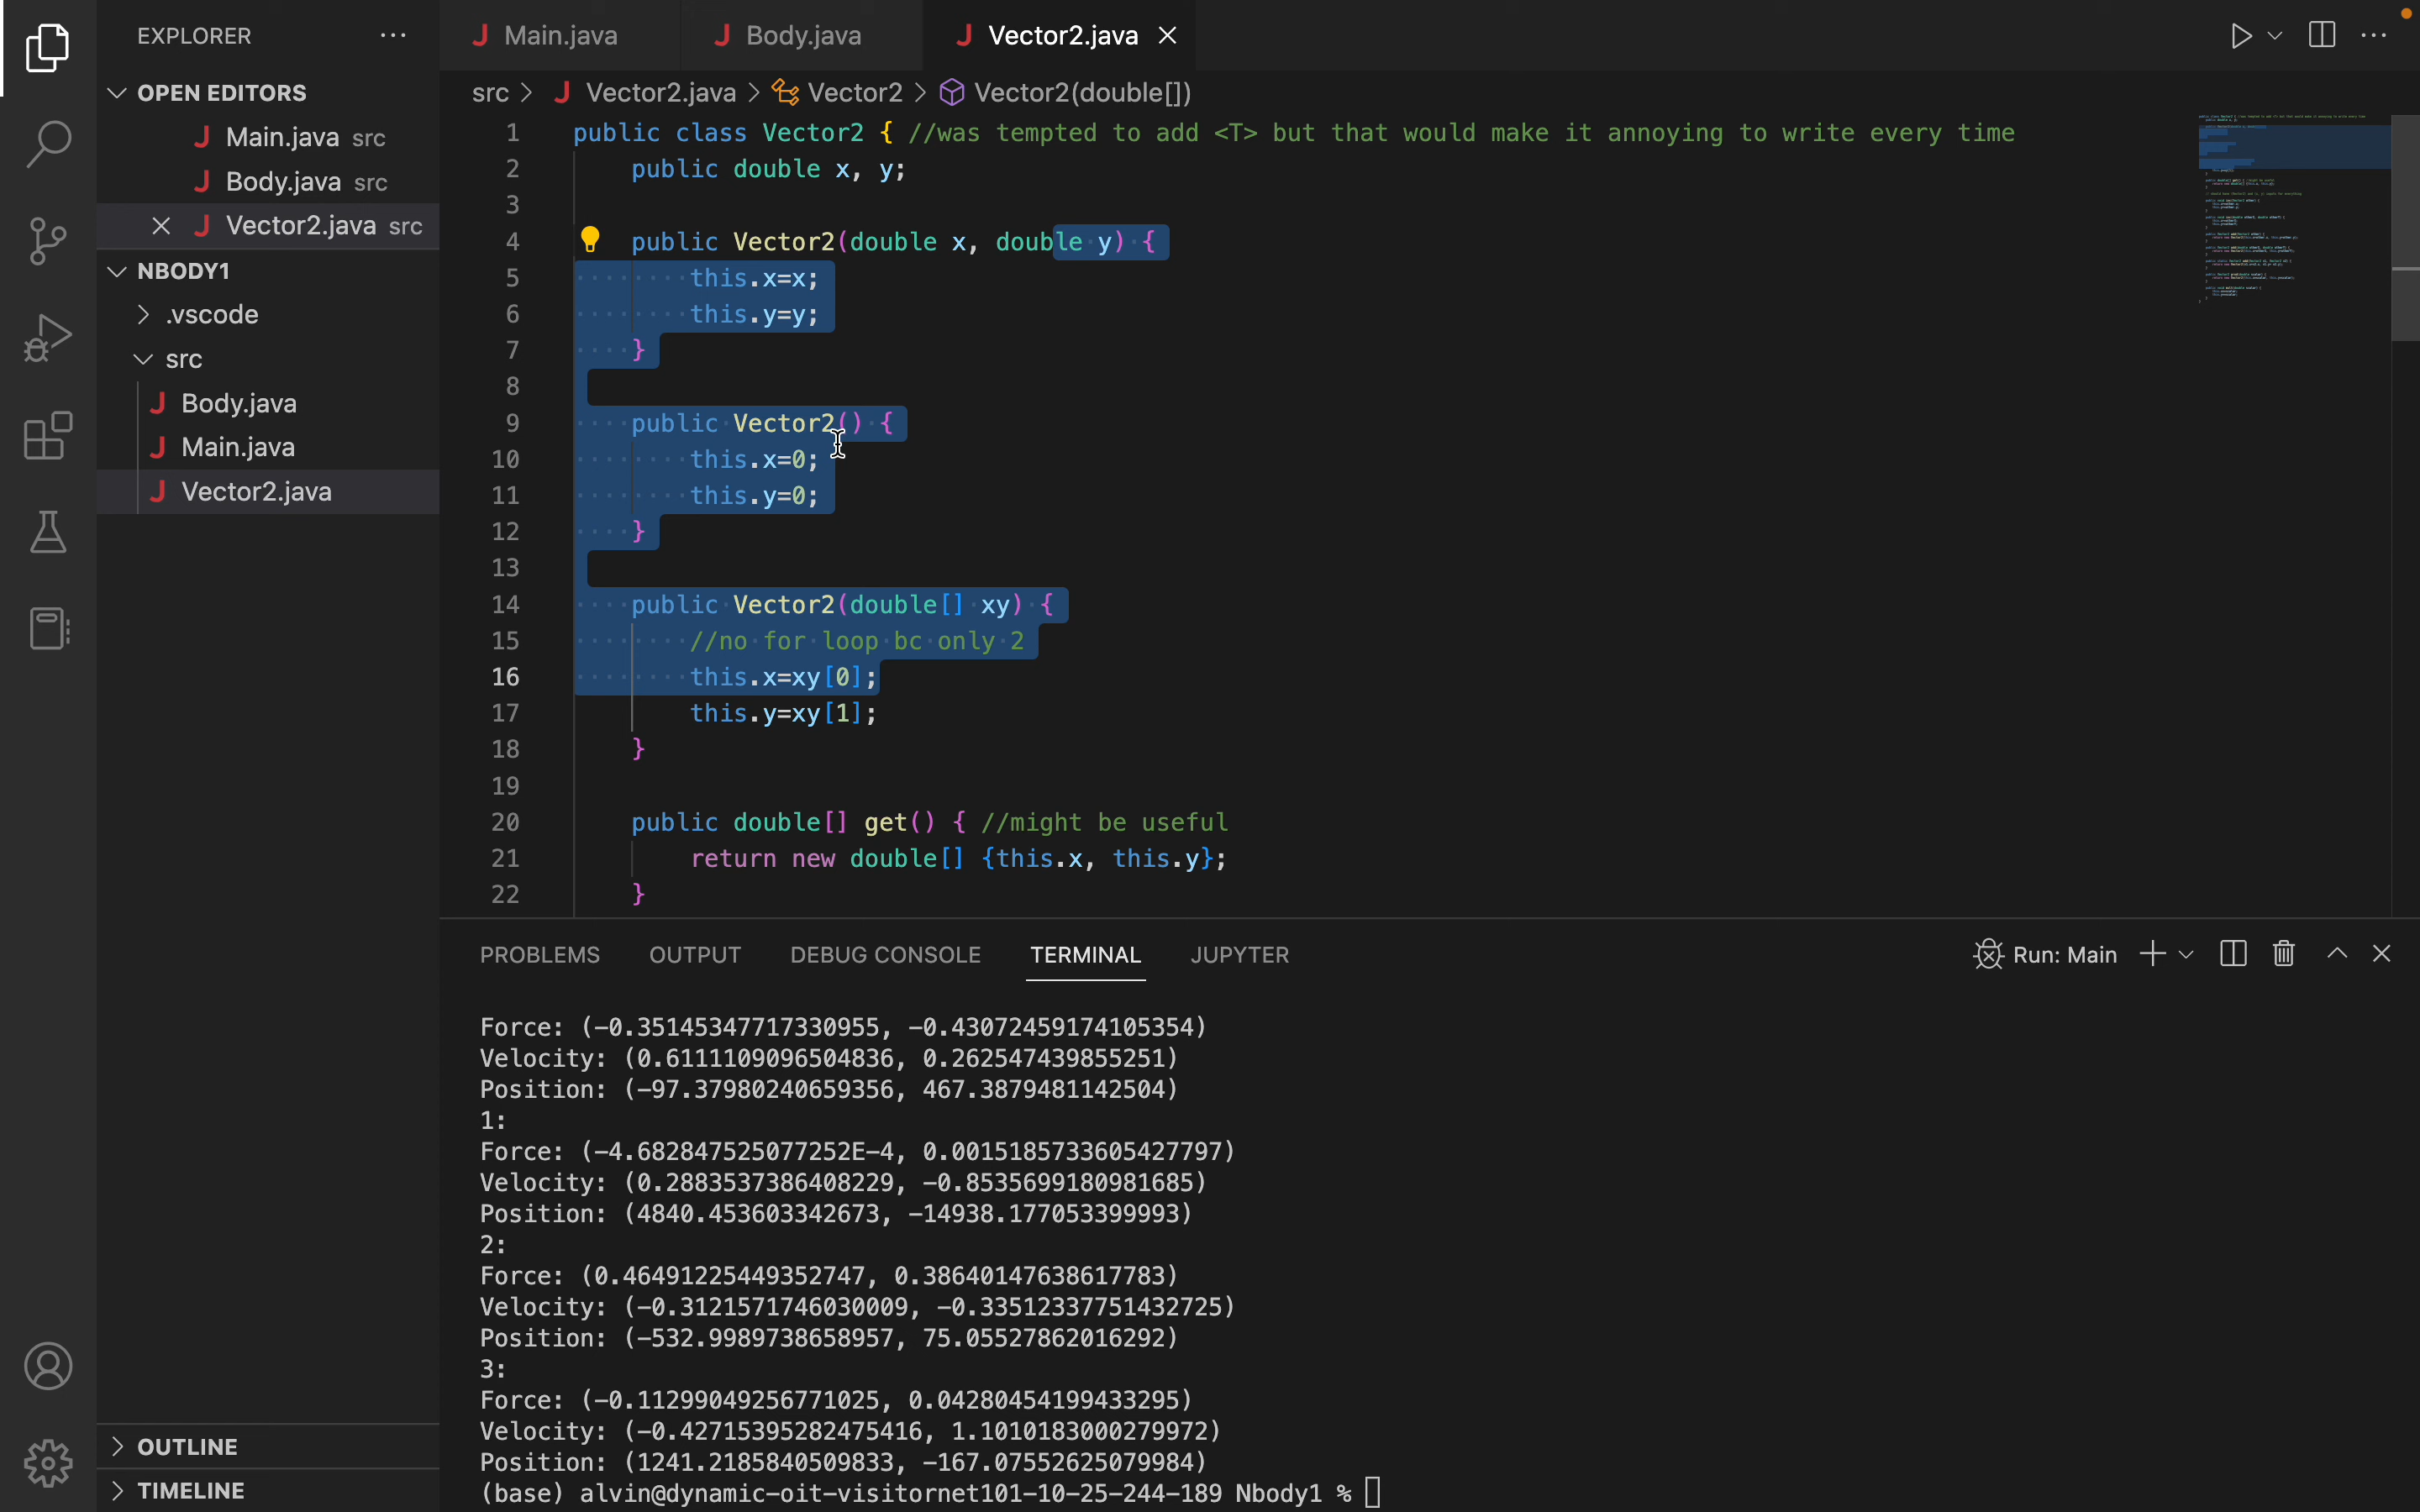 EXPLORER
OPEN EDITORS
Main.java src
Body.java src
Vector2.java src
NBODY1
.vscode
src
Body.java
Main.java
Vector2.java
OUTLINE
TIMELINE
Main.java
Body.java
Vector2.java
src > Vector2.java > Vector2 > Vector2(double[])
1 public class Vector2 { //was tempted to add <T> but that would make it annoying to write every time
2 public double x, y;
3
4 public Vector2(double x, double y) {
5 this.x=x;
6 this.y=y;
7 }
8
9 public Vector2() {
10 this.x=0;
11 this.y=0;
12 }
13
14 public Vector2(double[] xy) {
15 //no for loop bc only 2
16 this.x=xy[0];
17 this.y=xy[1];
18 }
19
20 public double[] get() { //might be useful
21 return new double[] {this.x, this.y};
22 }
PROBLEMS OUTPUT DEBUG CONSOLE TERMINAL JUPYTER
Run: Main
Force: (-0.35145347717330955, -0.43072459174105354)
Velocity: (0.6111109096504836, 0.262547439855251)
Position: (-97.37980240659356, 467.3879481142504)
1:
Force: (-4.682847525077252E-4, 0.0015185733605427797)
Velocity: (0.2883537386408229, -0.8535699180981685)
Position: (4840.453603342673, -14938.177053399993)
2:
Force: (0.46491225449352747, 0.38640147638617783)
Velocity: (-0.3121571746030009, -0.33512337751432725)
Position: (-532.9989738658957, 75.05527862016292)
3:
Force: (-0.11299049256771025, 0.04280454199433295)
Velocity: (-0.42715395282475416, 1.1010183000279972)
Position: (1241.2185840509833, -167.07552625079984)
(base) alvin@dynamic-oit-visitornet101-10-25-244-189 Nbody1 %